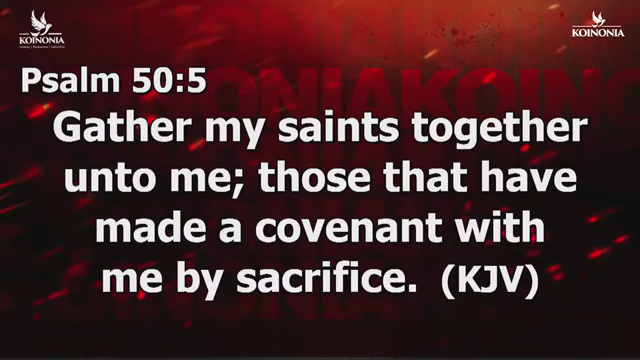 KOINONIA
KOINONIA
Psalm 50:5
Gather my saints together
unto me; those that have
made a covenant with
me by sacrifice. (KJV)